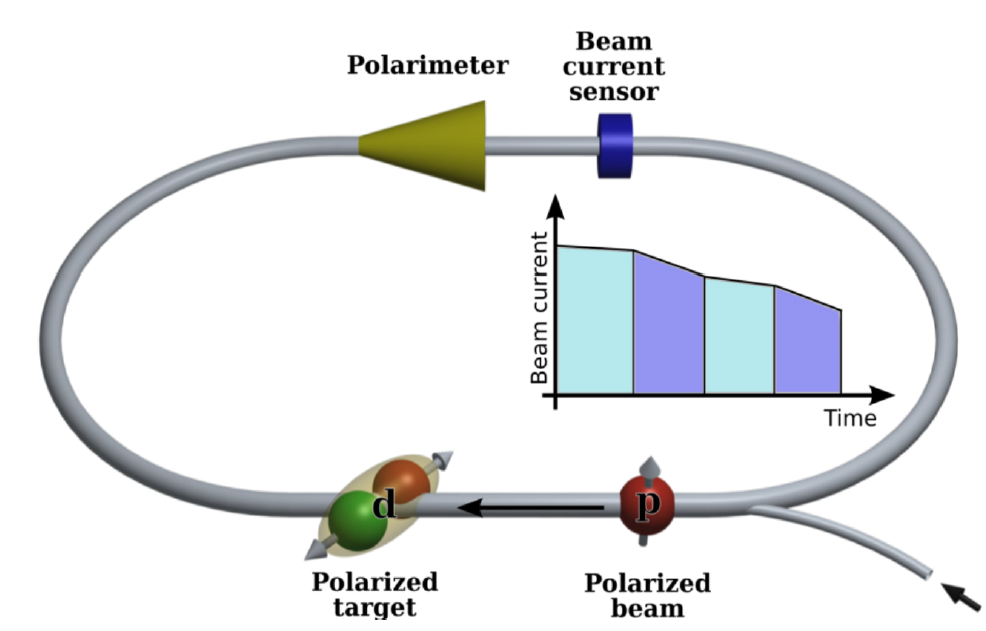 Polarimeter
Beam
current
sensor
Beam current
Time
d
p
Polarized
target
Polarized
beam